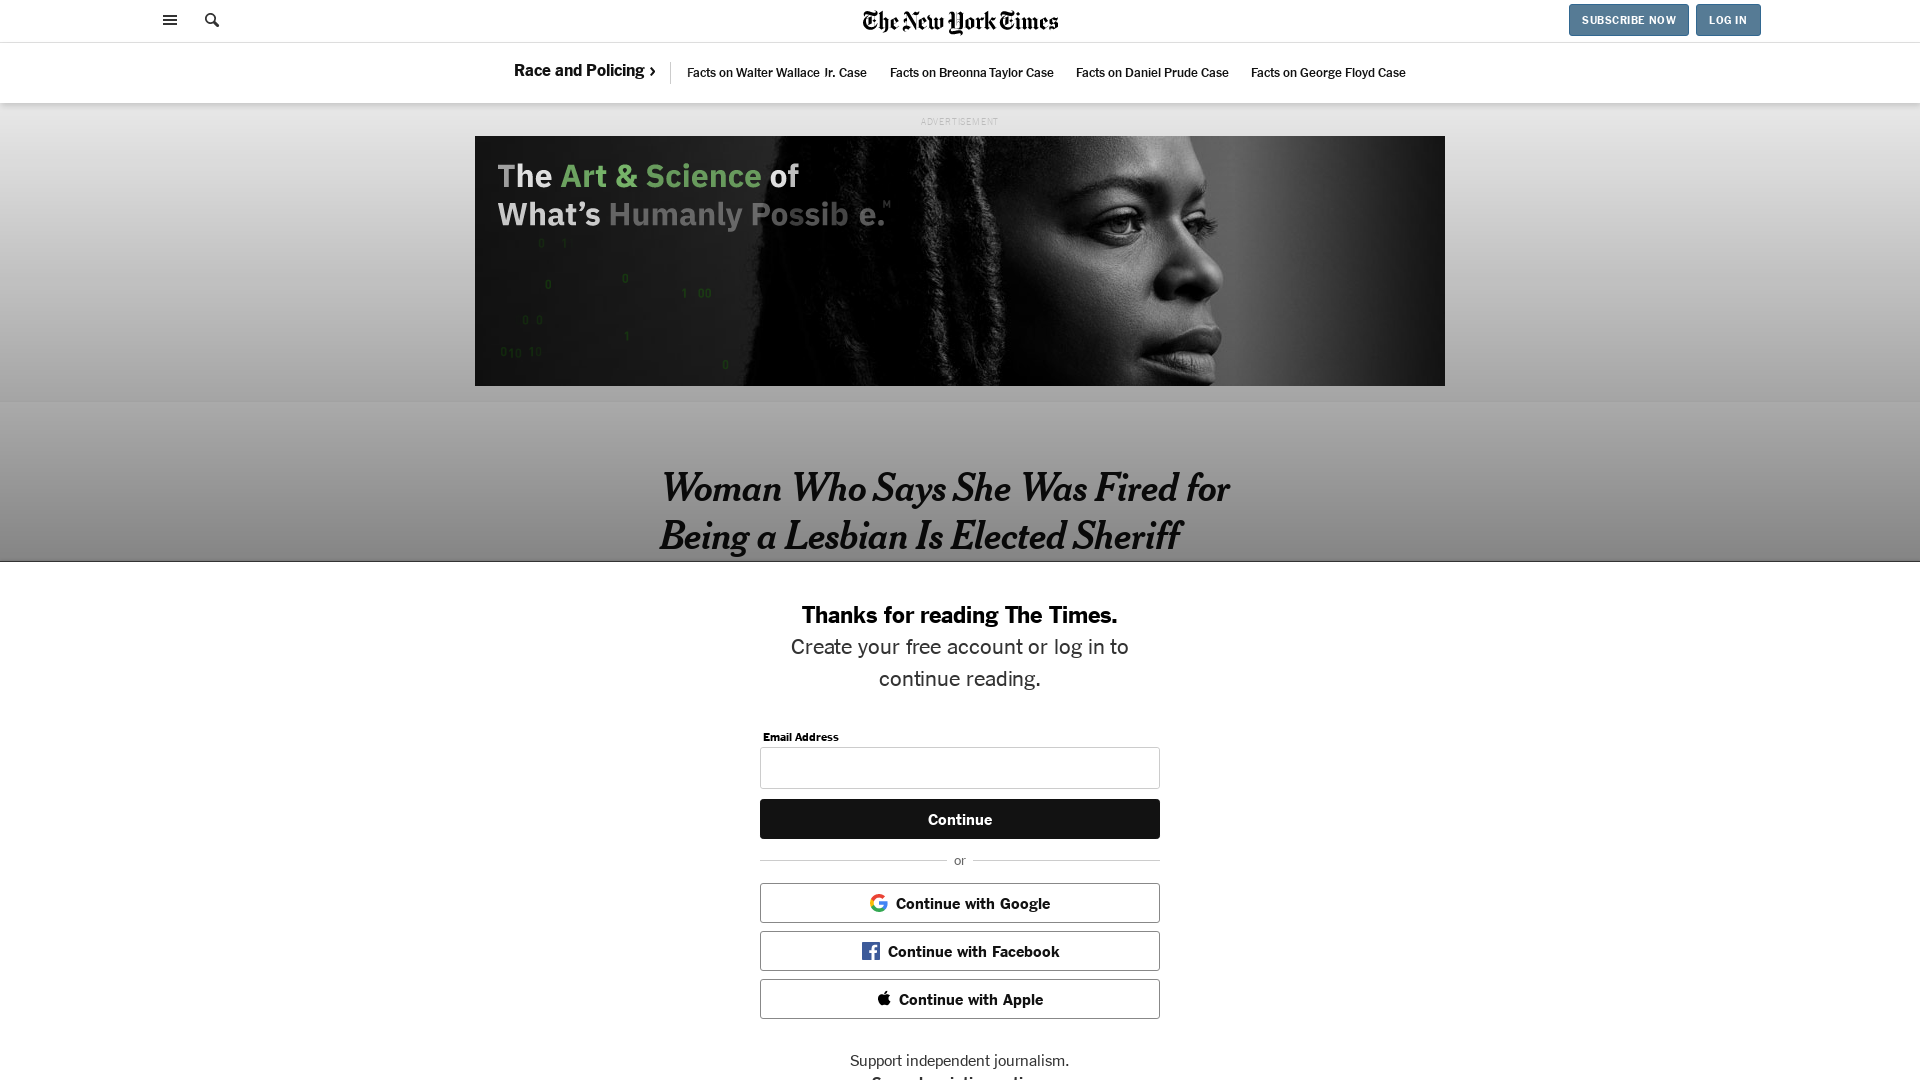 The New York Times
SUBSCRIBE NOW
LOG IN
Race and Policing ›
Facts on Walter Wallace Jr. Case
Facts on Breonna Taylor Case
Facts on Daniel Prude Case
Facts on George Floyd Case
ADVERTISEMENT
The Art & Science of
What's Humanly Possib e.
0 1
0
0
1 00
0 0
1
010 10
0
Woman Who Says She Was Fired for
Being a Lesbian Is Elected Sheriff
Thanks for reading The Times.
Create your free account or log in to
continue reading.
Email Address
Continue
or
Continue with Google
Continue with Facebook
Continue with Apple
Support independent journalism.